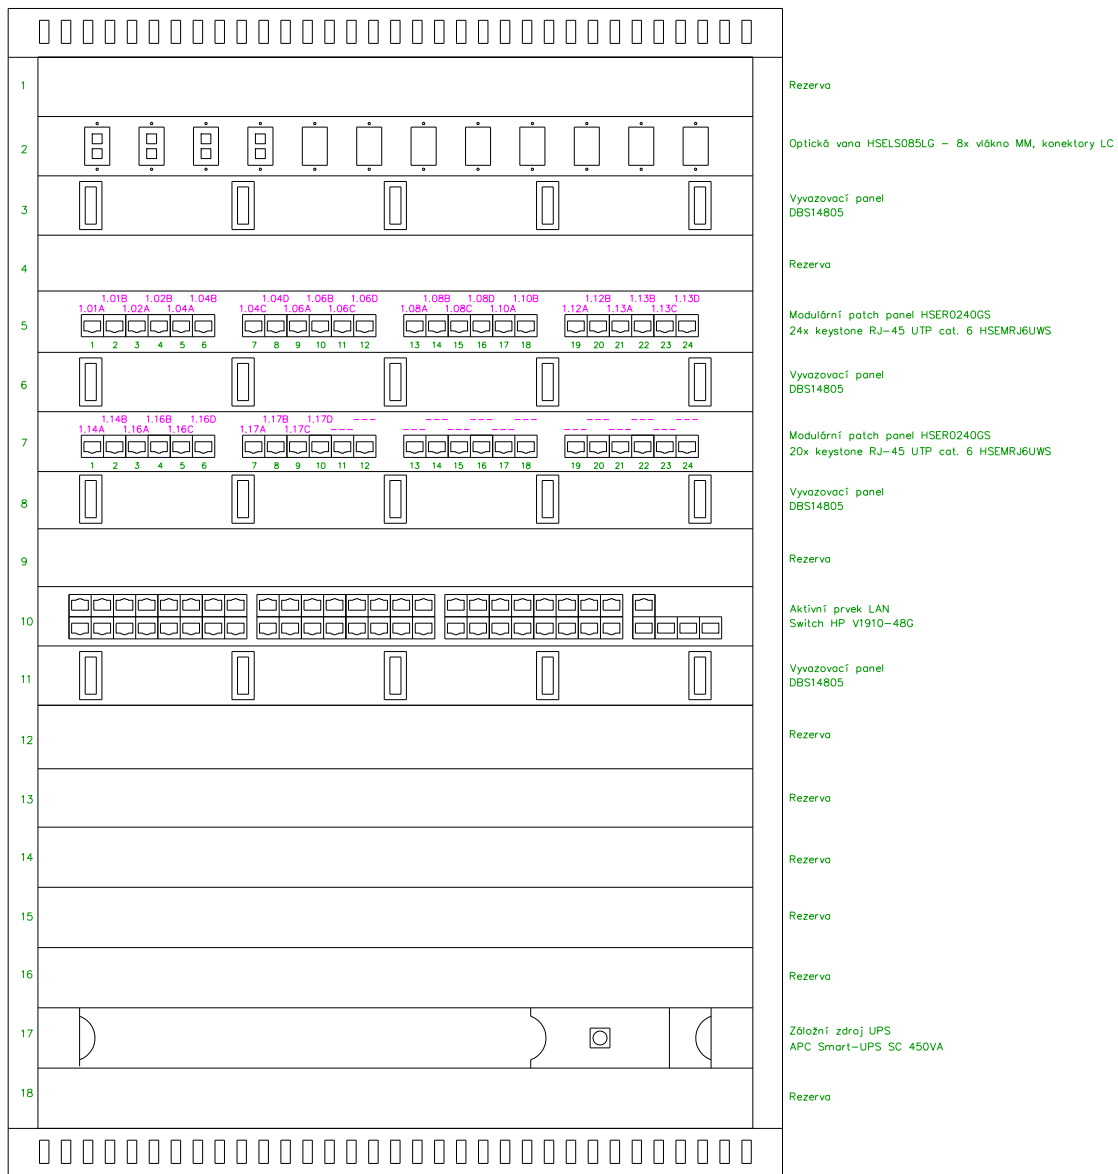 1
Rezerva
2
Optická vana HSELS085LG – 8x vlákno MM, konektory LC
3
Vyvazovací panel
DBS14805
4
Rezerva
1.01B 1.02B 1.04B 1.04D 1.06B 1.06D 1.08B 1.08D 1.10B 1.12B 1.13B 1.13D
1.01A 1.02A 1.04A 1.04C 1.06A 1.06C 1.08A 1.08C 1.10A 1.12A 1.13A 1.13C
5
Modulární patch panel HSER0240GS
24x keystone RJ-45 UTP cat. 6 HSEMRJ6UWS
1 2 3 4 5 6 7 8 9 10 11 12 13 14 15 16 17 18 19 20 21 22 23 24
6
Vyvazovací panel
DBS14805
1.14B 1.16B 1.16D 1.17B 1.17D --- --- --- --- --- --- ---
1.14A 1.16A 1.16C 1.17A 1.17C --- --- --- --- --- --- ---
7
Modulární patch panel HSER0240GS
20x keystone RJ-45 UTP cat. 6 HSEMRJ6UWS
1 2 3 4 5 6 7 8 9 10 11 12 13 14 15 16 17 18 19 20 21 22 23 24
8
Vyvazovací panel
DBS14805
9
Rezerva
10
Aktivní prvek LAN
Switch HP V1910-48G
11
Vyvazovací panel
DBS14805
12
Rezerva
13
Rezerva
14
Rezerva
15
Rezerva
16
Rezerva
17
Záložní zdroj UPS
APC Smart-UPS SC 450VA
18
Rezerva